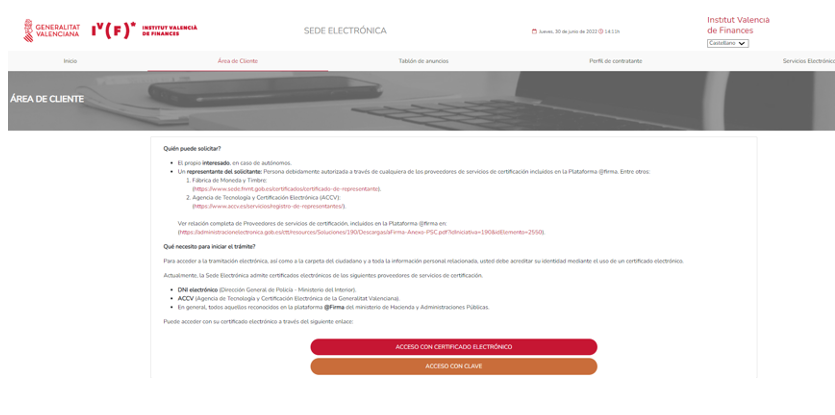 GENERALITAT
VALENCIANA
IV(F)*
INSTITUT VALENCIÀ
DE FINANCES
SEDE ELECTRÓNICA
Jueves, 30 de junio de 2022
Institut Valencià
de Finances
Castellano
Inicio
Área de Cliente
Tablón de anuncios
Perfil de contratante
Servicios Electrónico
ÁREA DE CLIENTE
Quién puede solicitar?
El propio interesado, en caso de autónomos.
Un representante del solicitante: Persona debidamente autorizada a través de cualquiera de los proveedores de servicios de certificación incluidos en la Plataforma @firma. Entre otros:
1. Fábrica de Moneda y Timbre:
(https://www.sede.fnmt.gob.es/certificados/certificado-de-representante).
2. Agencia de Tecnología y Certificación Electrónica (ACCV):
(https://www.accv.es/servicios/registro-de-representantes/).
Ver relación completa de Proveedores de servicios de certificación, incluidos en la Plataforma @firma en:
(https://administracionelectronica.gob.es/ctt/resources/Soluciones/190/Descargas/aFirma-Anexo-PSC.pdf?idIniciativa=190&idElemento=2550).
Qué necesito para iniciar el trámite?
Para acceder a la tramitación electrónica, así como a la carpeta del ciudadano y a toda la información personal relacionada, usted debe acreditar su identidad mediante el uso de un certificado electrónico.
Actualmente, la Sede Electrónica admite certificados electrónicos de los siguientes proveedores de servicios de certificación.
DNI electrónico (Dirección General de Policía - Ministerio del Interior).
ACCV (Agencia de Tecnología y Certificación Electrónica de la Generalitat Valenciana).
En general, todos aquellos reconocidos en la plataforma @Firma del ministerio de Hacienda y Administraciones Públicas.
Puede acceder con su certificado electrónico a través del siguiente enlace:
ACCESO CON CERTIFICADO ELECTRÓNICO
ACCESO CON CLAVE